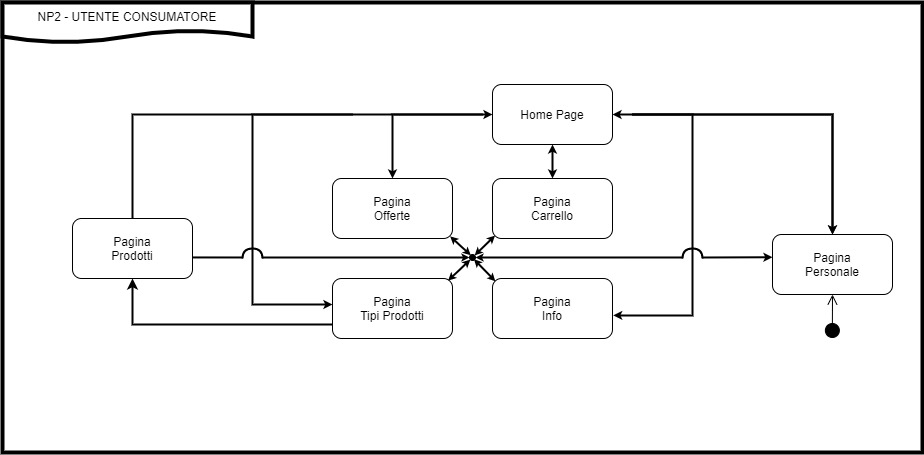 NP2 - UTENTE CONSUMATORE
Home Page
Pagina
Offerte
Pagina
Carrello
Pagina
Prodotti
Pagina
Personale
Pagina
Tipi Prodotti
Pagina
Info